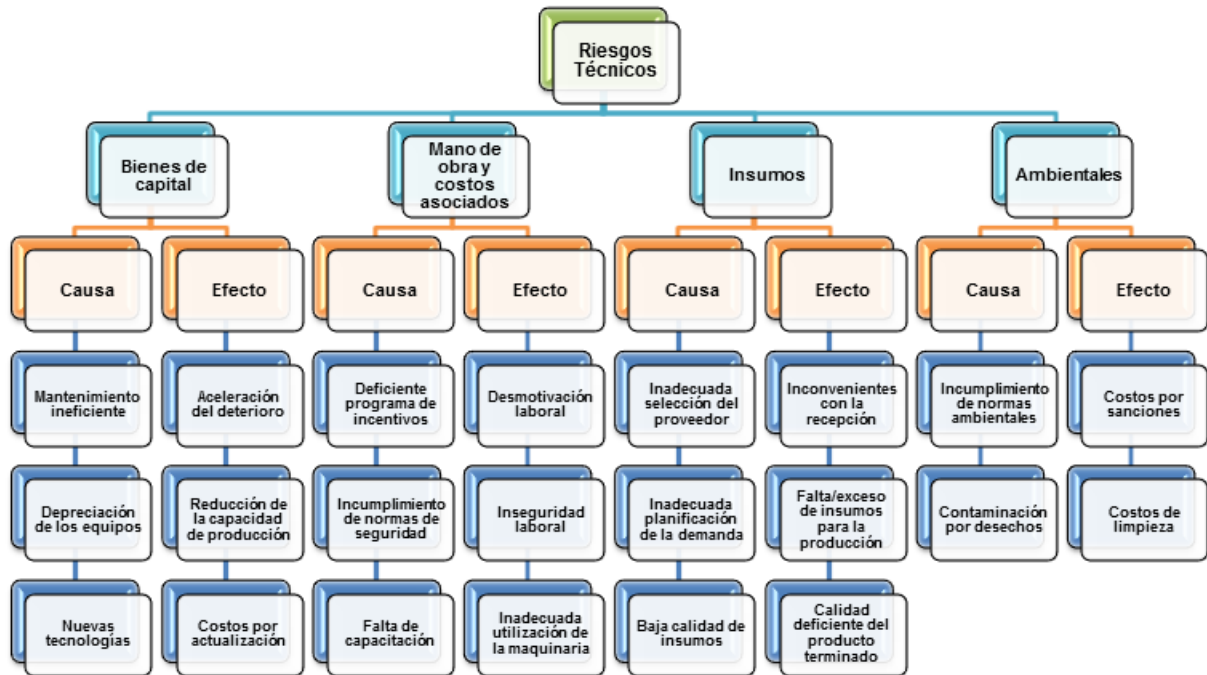 Riesgos
Técnicos
Bienes de
capital
Mano de
obra y
costos
asociados
Insumos
Ambientales
Causa
Efecto
Causa
Efecto
Causa
Efecto
Causa
Efecto
Mantenimiento
ineficiente
Aceleración
del deterioro
Deficiente
programa de
incentivos
Desmotivación
laboral
Inadecuada
selección del
proveedor
Inconvenientes
con la
recepción
Incumplimiento
de normas
ambientales
Costos por
sanciones
Depreciación
de los equipos
Reducción de
la capacidad
de producción
Incumplimiento
de normas de
seguridad
Inseguridad
laboral
Inadecuada
planificación
de la demanda
Falta/exceso
de insumos
para la
producción
Contaminación
por desechos
Costos de
limpieza
Nuevas
tecnologías
Costos por
actualización
Falta de
capacitación
Inadecuada
utilización de
la maquinaria
Baja calidad de
insumos
Calidad
deficiente del
producto
terminado